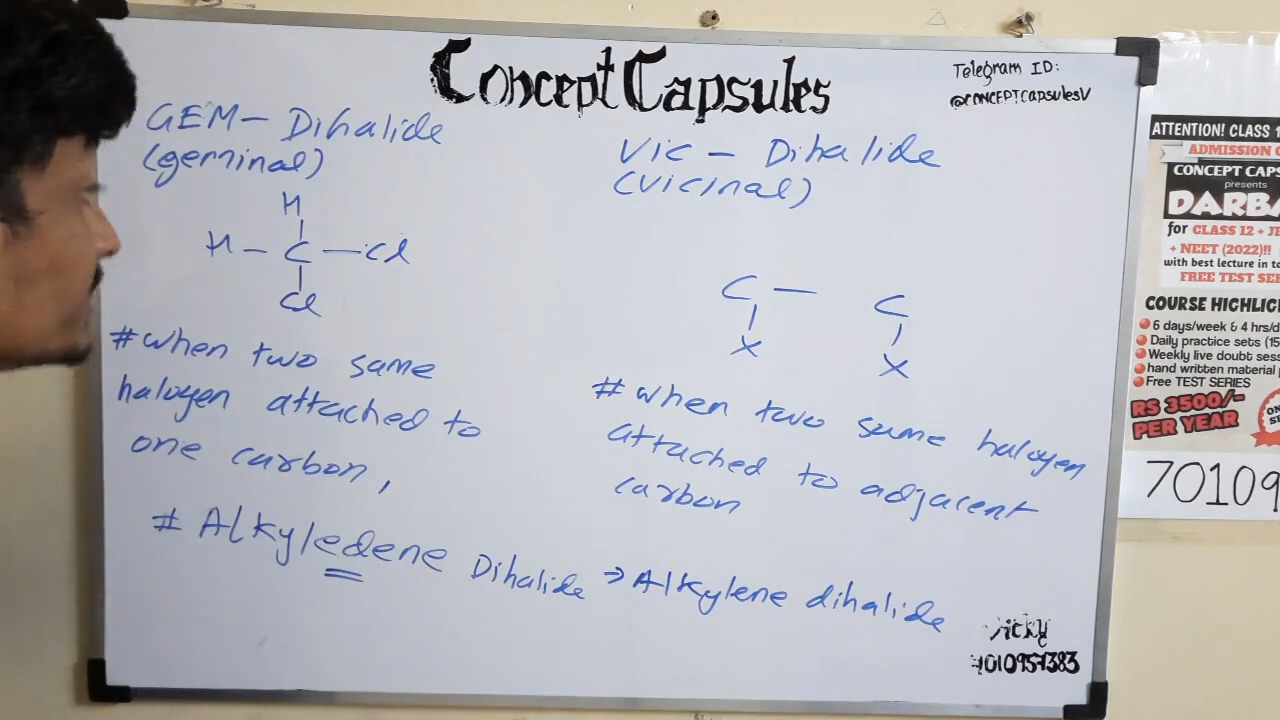 Concept Capsules
Telegram ID:
@CONCEPTCapsulesV
GEM- Dihalide
(geminal)
H
H - C - Cl
Cl
# when two same
halogen attached to
one carbon,
# Alkyledene Dihalide
Vic - Dihalide
(Vicinal)
C - C
X X
# when two same halogen
attached to adjacent
carbon
→ Alkylene dihalide
Vicky
ATTENTION! CLASS 1
ADMISSION
CONCEPT CAPS
presents
DARBA
for CLASS 12 + JE
+ NEET (2022)!!
with best lecture in
FREE TEST SE
COURSE HIGHLIG
6 days/week & 4 hrs/d
Daily practice sets (15
Weekly live doubt sess
hand written material
Free TEST SERIES
RS 3500/-
PER YEAR
ON
70109